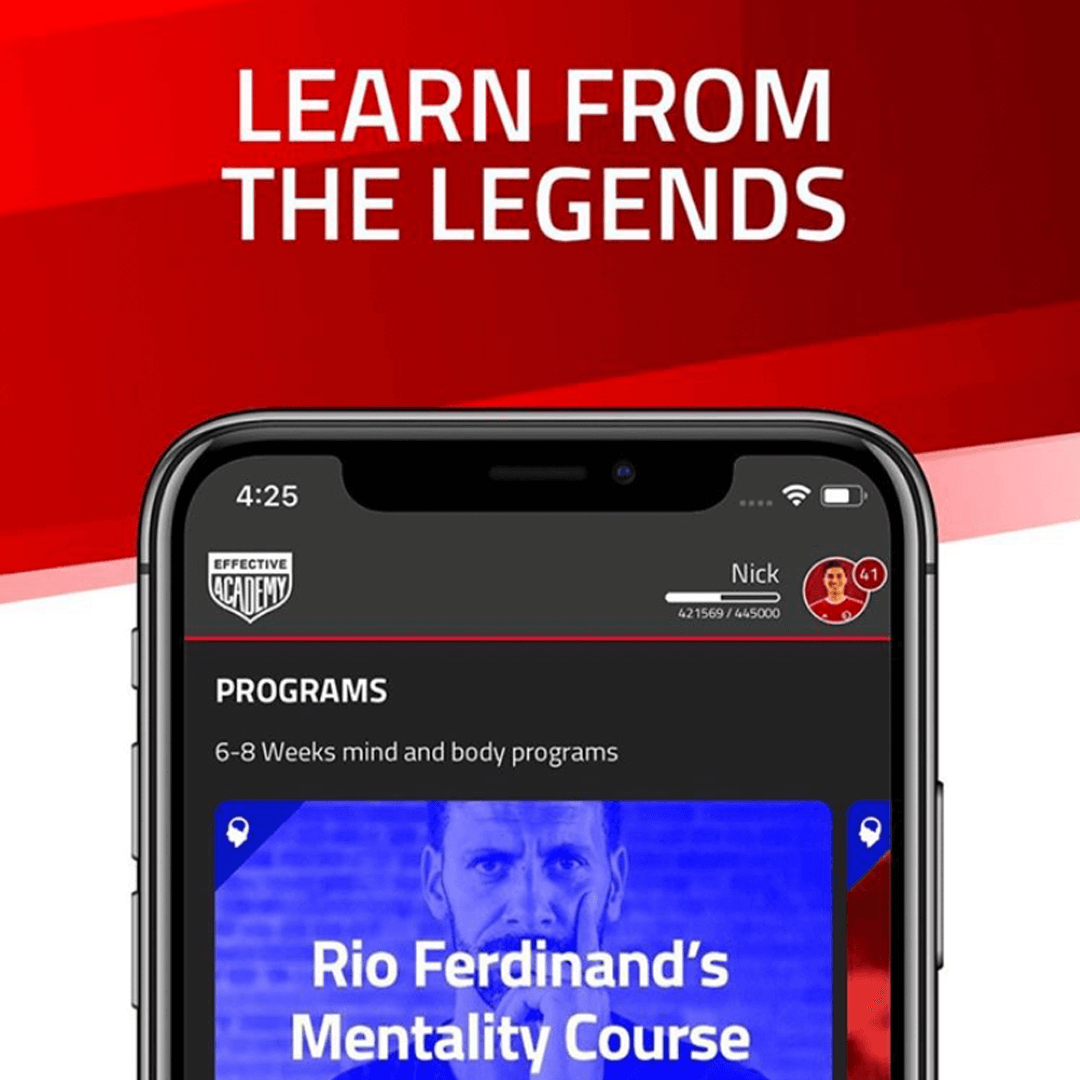 LEARN FROM
THE LEGENDS
4:25
EFFECTIVE
ACADEMY
Nick
41
421569 / 445000
PROGRAMS
6-8 Weeks mind and body programs
Rio Ferdinand's
Mentality Course